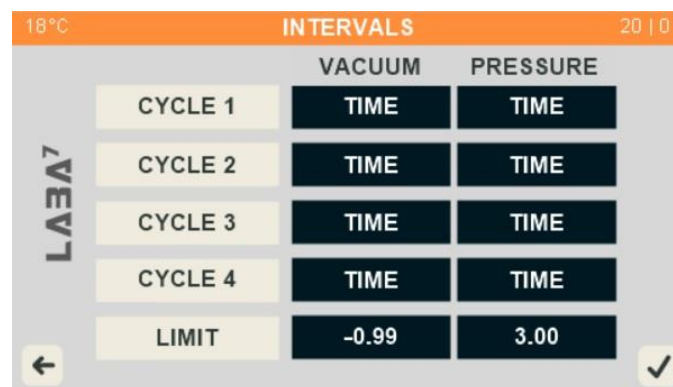 18°C INTERVALS 20 | 0
VACUUM PRESSURE
CYCLE 1 TIME TIME
CYCLE 2 TIME TIME
CYCLE 3 TIME TIME
CYCLE 4 TIME TIME
LIMIT -0.99 3.00
LABA7